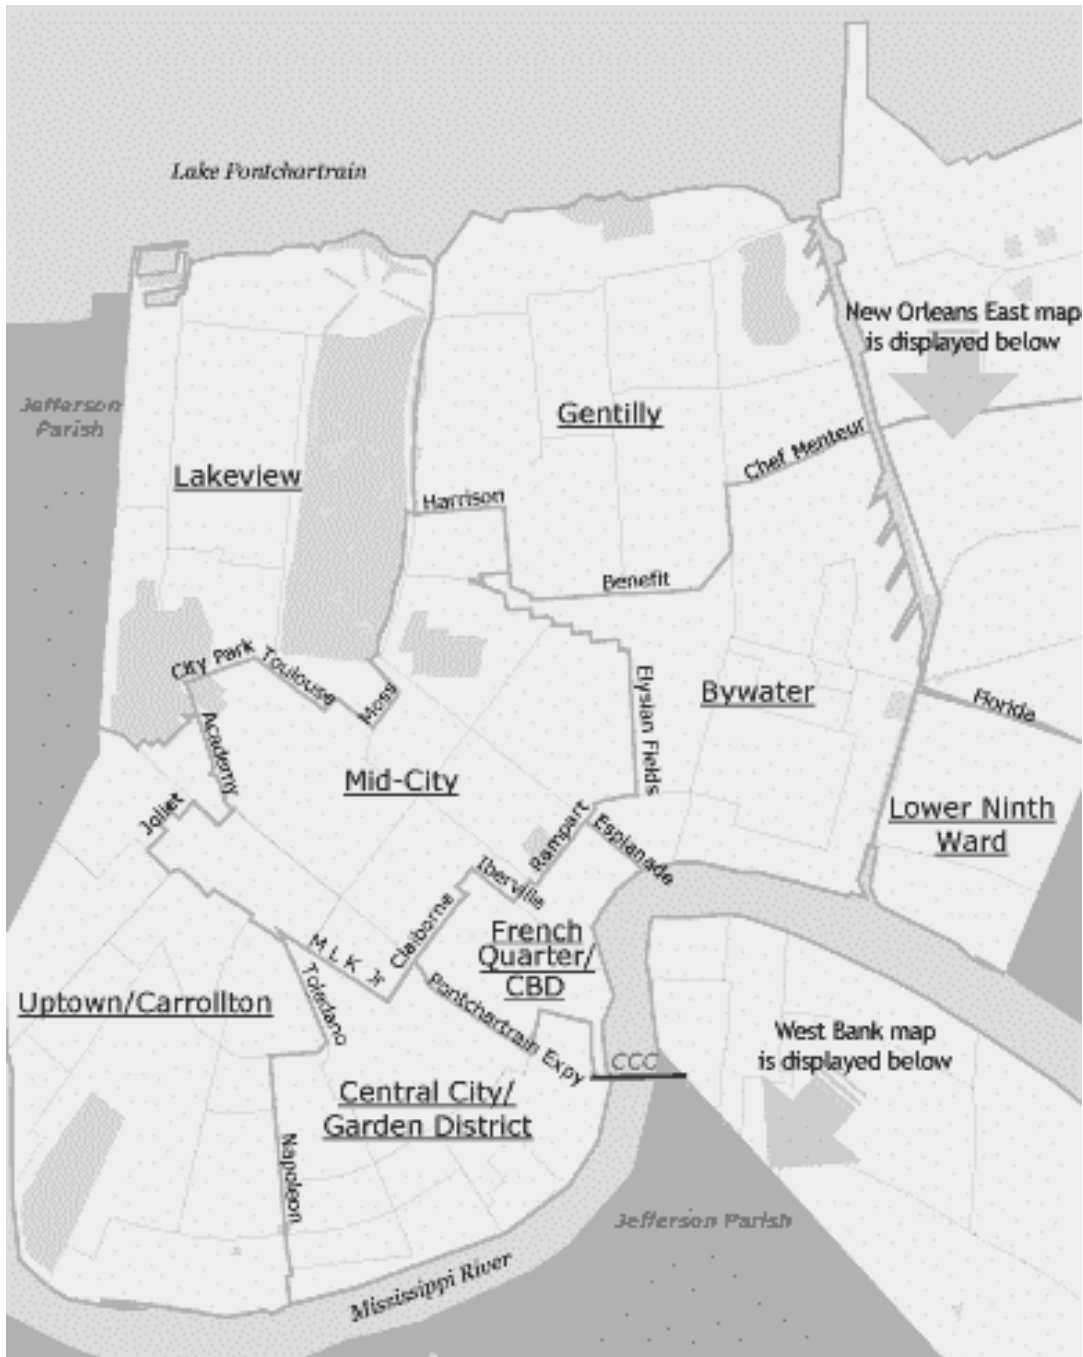 Lake Pontchartrain
New Orleans East map
is displayed below
Jefferson
Parish
Gentilly
Chef Menteur
Lakeview
Harrison
Benefit
City Park
Toulouse
Moss
Elysian Fields
Bywater
Florida
Academy
Mid-City
Joliet
Rampart
Esplanade
Lower Ninth
Ward
Iberville
Claiborne
French
Quarter/
CBD
M L K Jr
Toledano
Pontchartrain Expy
Uptown/Carrollton
West Bank map
is displayed below
CCC
Central City/
Garden District
Napoleon
Jefferson Parish
Mississippi River